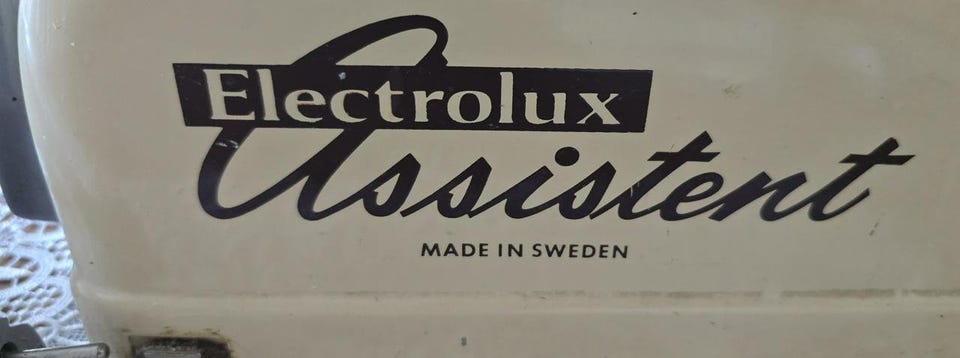 Electrolux
Assistent
MADE IN SWEDEN